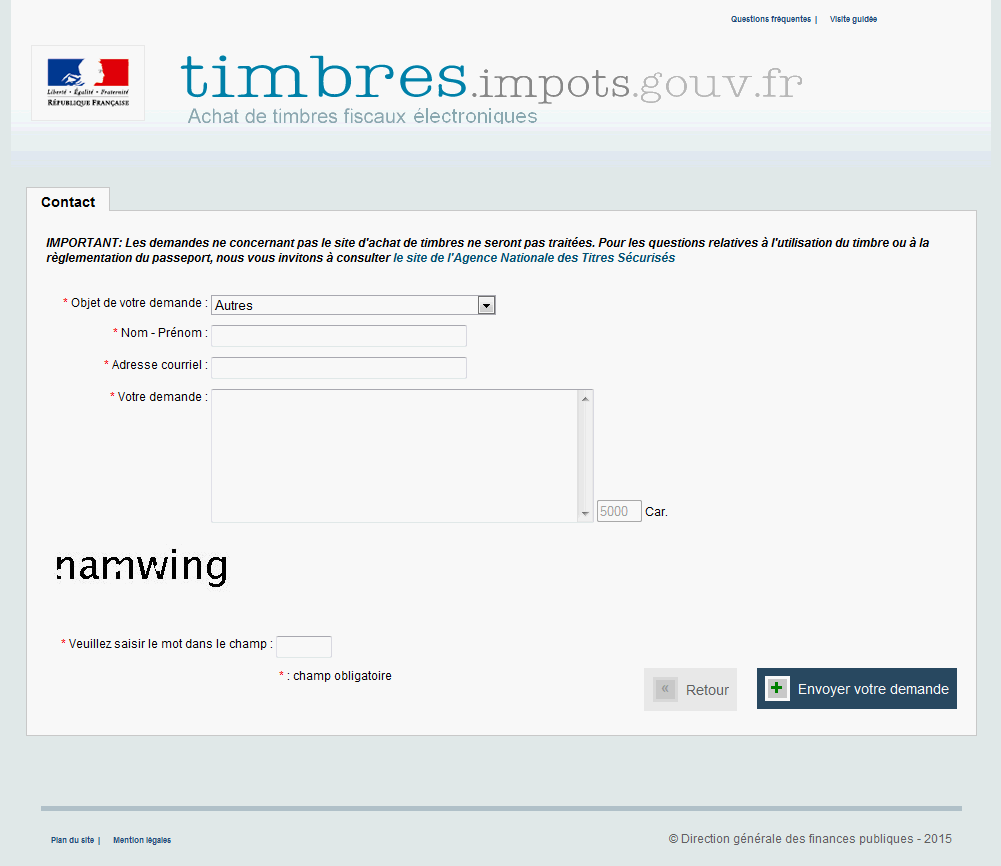 Questions fréquentes | Visite guidée
Liberté • Égalité • Fraternité
RÉPUBLIQUE FRANÇAISE
timbres.impots.gouv.fr
Achat de timbres fiscaux électroniques
Contact
IMPORTANT: Les demandes ne concernant pas le site d'achat de timbres ne seront pas traitées. Pour les questions relatives à l'utilisation du timbre ou à la
règlementation du passeport, nous vous invitons à consulter le site de l'Agence Nationale des Titres Sécurisés
* Objet de votre demande : Autres
* Nom - Prénom :
* Adresse courriel :
* Votre demande :
5000 Car.
namwing
* Veuillez saisir le mot dans le champ :
* : champ obligatoire
« Retour
Envoyer votre demande
Plan du site | Mention légales
© Direction générale des finances publiques - 2015